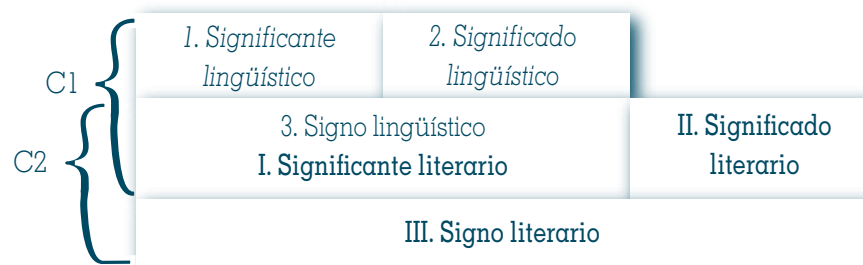 1. Significante
lingüístico
2. Significado
lingüístico
C1
3. Signo lingüístico
I. Significante literario
II. Significado
literario
C2
III. Signo literario